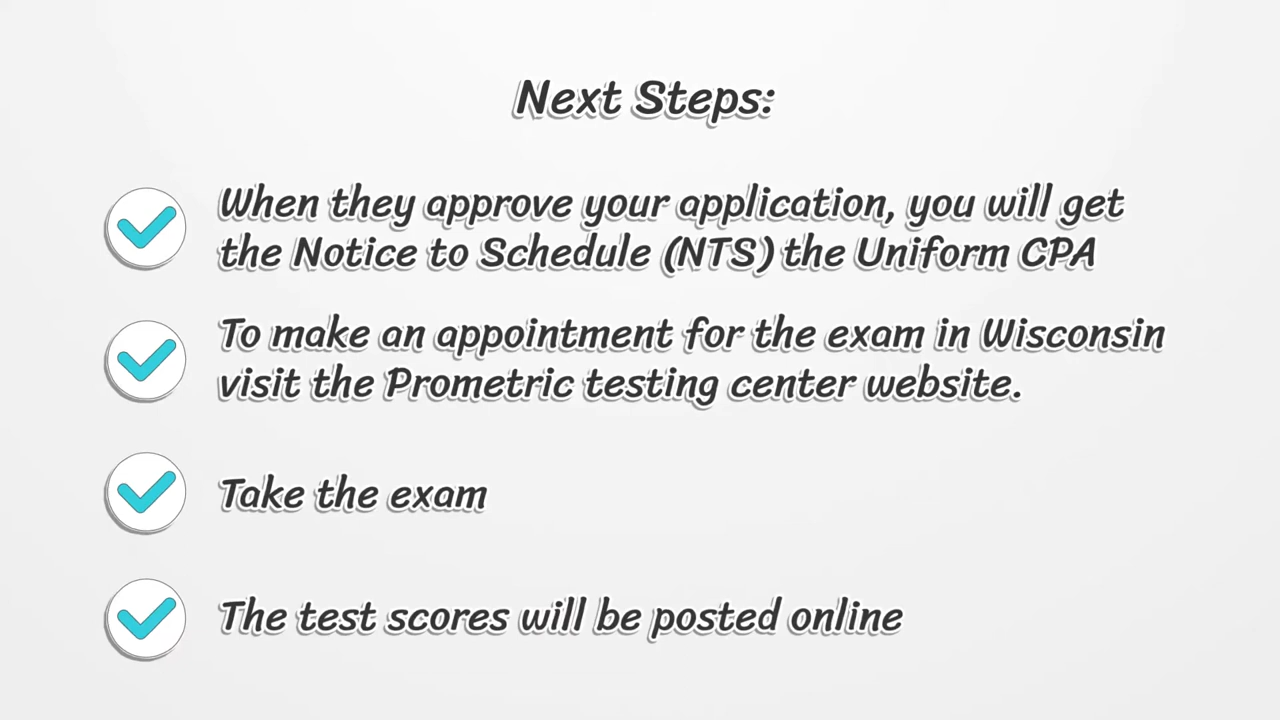 Next Steps:
When they approve your application, you will get
the Notice to Schedule (NTS) the Uniform CPA
To make an appointment for the exam in Wisconsin
visit the Prometric testing center website.
Take the exam
The test scores will be posted online